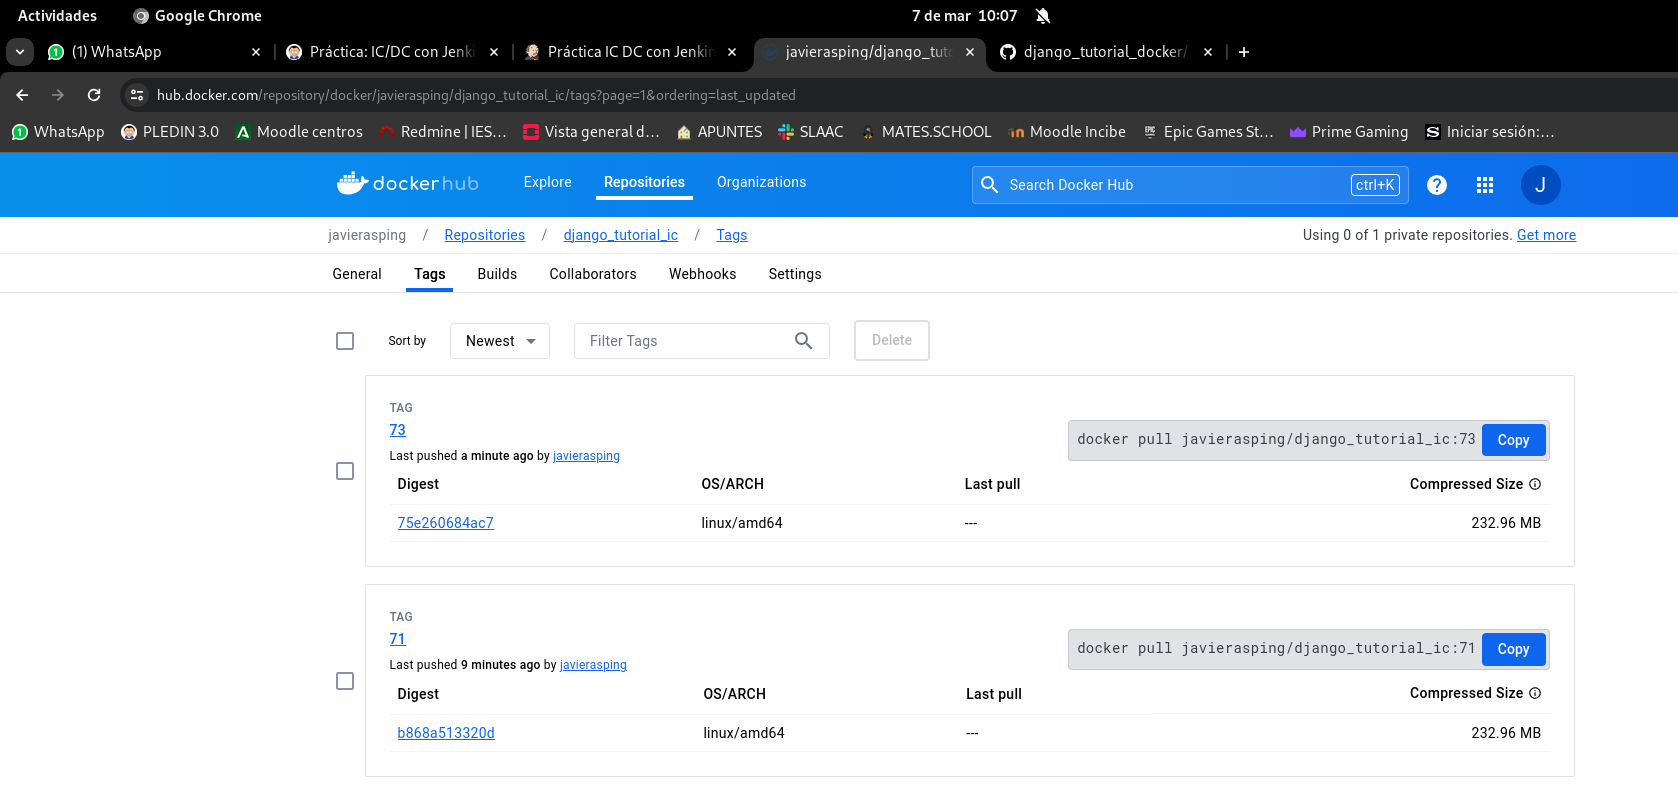 Actividades Google Chrome 7 de mar 10:07
(1) WhatsApp Práctica: IC/DC con Jenki Práctica IC DC con Jenkin javierasping/django_tuto django_tutorial_docker/
hub.docker.com/repository/docker/javierasping/django_tutorial_ic/tags?page=1&ordering=last_updated
WhatsApp PLEDIN 3.0 Moodle centros Redmine | IES... Vista general d... APUNTES SLAAC MATES.SCHOOL Moodle Incibe Epic Games St... Prime Gaming Iniciar sesión:...
dockerhub Explore Repositories Organizations Search Docker Hub ctrl+K ? J
javierasping / Repositories / django_tutorial_ic / Tags Using 0 of 1 private repositories. Get more
General Tags Builds Collaborators Webhooks Settings
Sort by Newest Filter Tags Delete
TAG
73
docker pull javierasping/django_tutorial_ic:73 Copy
Last pushed a minute ago by javierasping
Digest OS/ARCH Last pull Compressed Size
75e260684ac7 linux/amd64 --- 232.96 MB
TAG
71
docker pull javierasping/django_tutorial_ic:71 Copy
Last pushed 9 minutes ago by javierasping
Digest OS/ARCH Last pull Compressed Size
b868a513320d linux/amd64 --- 232.96 MB